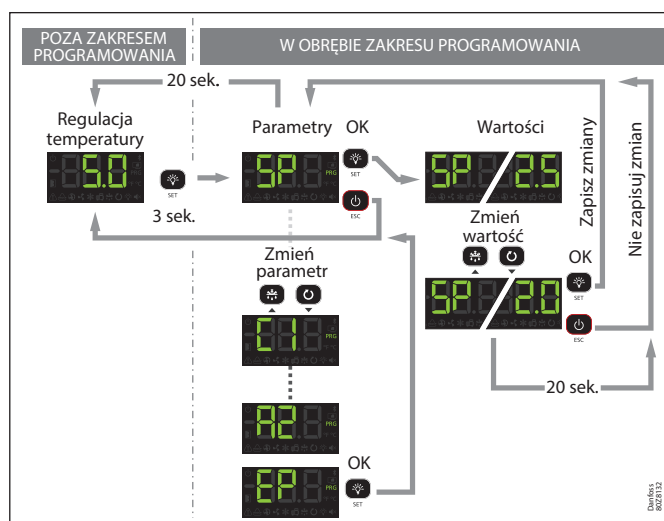 POZA ZAKRESEM
PROGRAMOWANIA
W OBRĘBIE ZAKRESU PROGRAMOWANIA
20 sek.
Regulacja
temperatury
Parametry
OK
Wartości
5.0
SET
SP
PRG
SET
ESC
SP
2.5
3 sek.
Zapisz zmiany
Nie zapisuj zmian
Zmień
parametr
Zmień
wartość
OK
C1
PRG
SP
2.0
SET
ESC
20 sek.
A2
PRG
OK
EP
PRG
SET
Danfoss
80Z8132